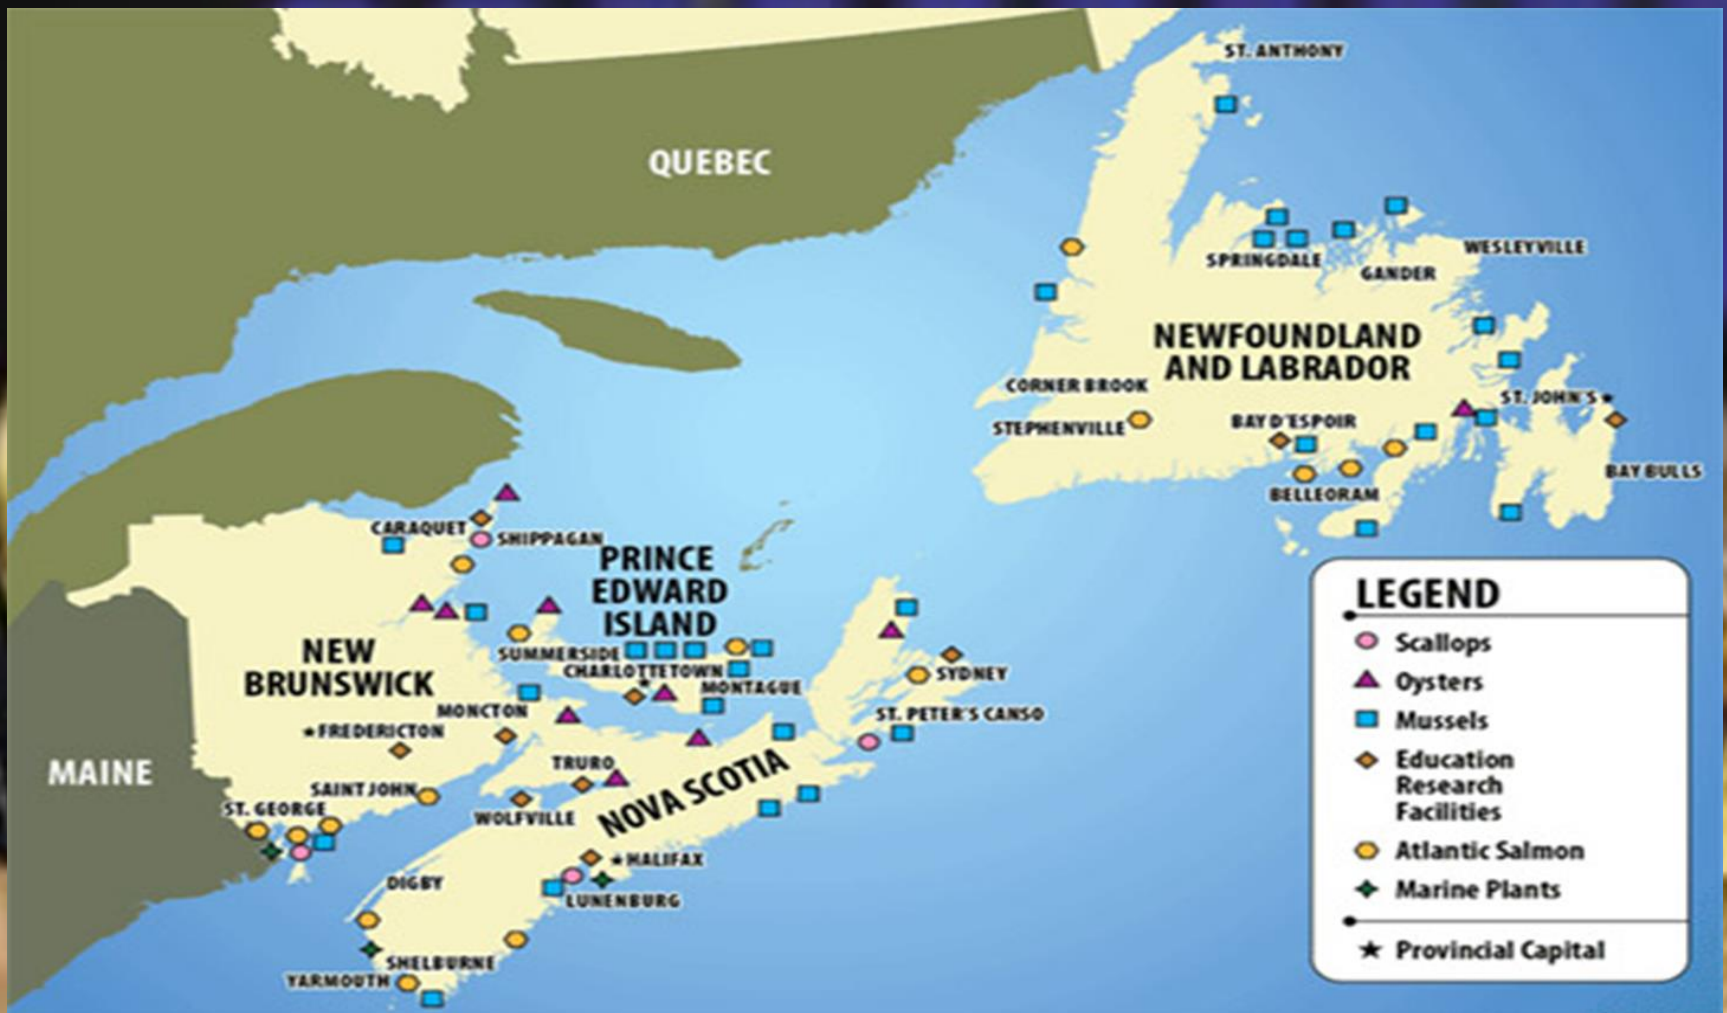 ST. ANTHONY
QUEBEC
SPRINGDALE
GANDER
WESLEYVILLE
NEWFOUNDLAND
AND LABRADOR
CORNER BROOK
STEPHENVILLE
BAY D'ESPOIR
ST. JOHN'S
BAY BULLS
BELLEORAM
CARAQUET
SHIPPAGAN
PRINCE
EDWARD
ISLAND
NEW
BRUNSWICK
SUMMERSIDE
CHARLOTTETOWN
MONTAGUE
SYDNEY
MONCTON
FREDERICTON
ST. PETER'S CANSO
MAINE
TRURO
NOVA SCOTIA
SAINT JOHN
ST. GEORGE
WOLFVILLE
HALIFAX
DIGBY
LUNENBURG
SHELBURNE
YARMOUTH
LEGEND
Scallops
Oysters
Mussels
Education
Research
Facilities
Atlantic Salmon
Marine Plants
Provincial Capital